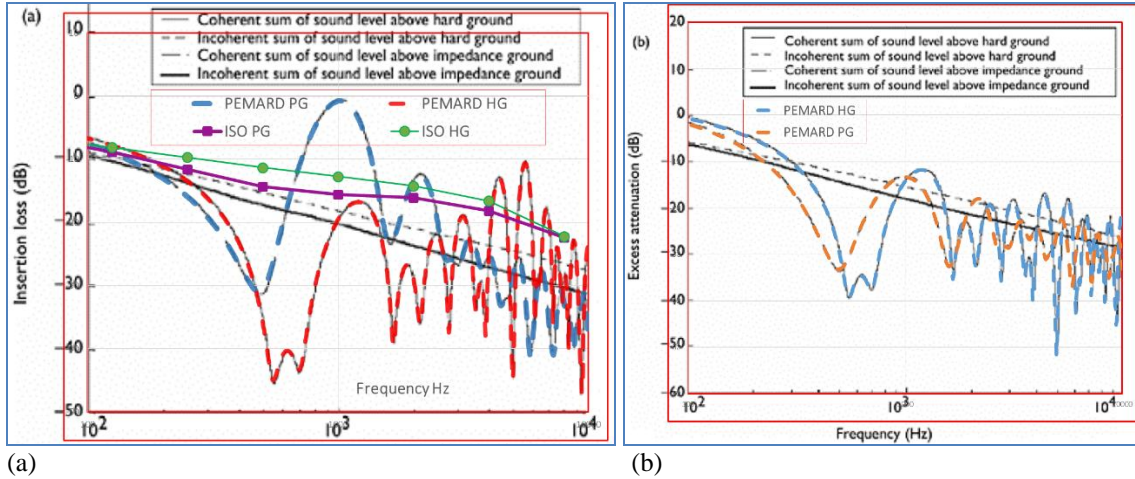 (a)
Coherent sum of sound level above hard ground
Incoherent sum of sound level above hard ground
Coherent sum of sound level above impedance ground
Incoherent sum of sound level above impedance ground
PEMARD PG
PEMARD HG
ISO PG
ISO HG
10
0
–10
–20
–30
–40
–50
Insertion loss (dB)
Frequency Hz
10²
10³
10⁴
(b)
Coherent sum of sound level above hard ground
Incoherent sum of sound level above hard ground
Coherent sum of sound level above impedance ground
Incoherent sum of sound level above impedance ground
PEMARD HG
PEMARD PG
20
10
0
–10
–20
–30
–40
–50
–60
Excess attenuation (dB)
10²
10³
10⁴
Frequency (Hz)
(a)
(b)